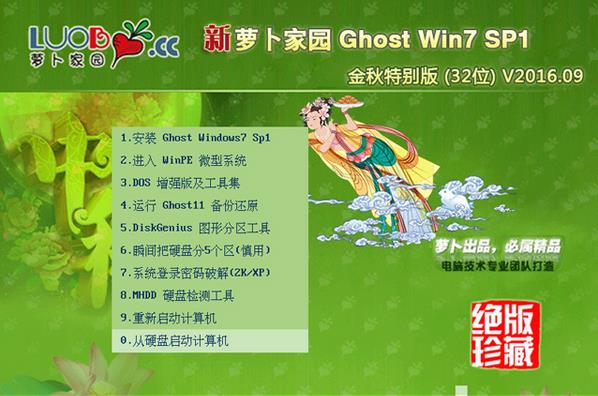 LUOB.cc
萝卜家园
新萝卜家园 Ghost Win7 SP1
金秋特别版 (32位) V2016.09
中秋
1.安装 Ghost Windows7 Sp1
2.进入 WinPE 微型系统
3.DOS 增强版及工具集
4.运行 Ghost11 备份还原
5.DiskGenius 图形分区工具
6.瞬间把硬盘分5个区(慎用)
7.系统登录密码破解(2K/XP)
8.MHDD 硬盘检测工具
9.重新启动计算机
0.从硬盘启动计算机
萝卜出品，必属精品
电脑技术专业团队打造
绝版
珍藏